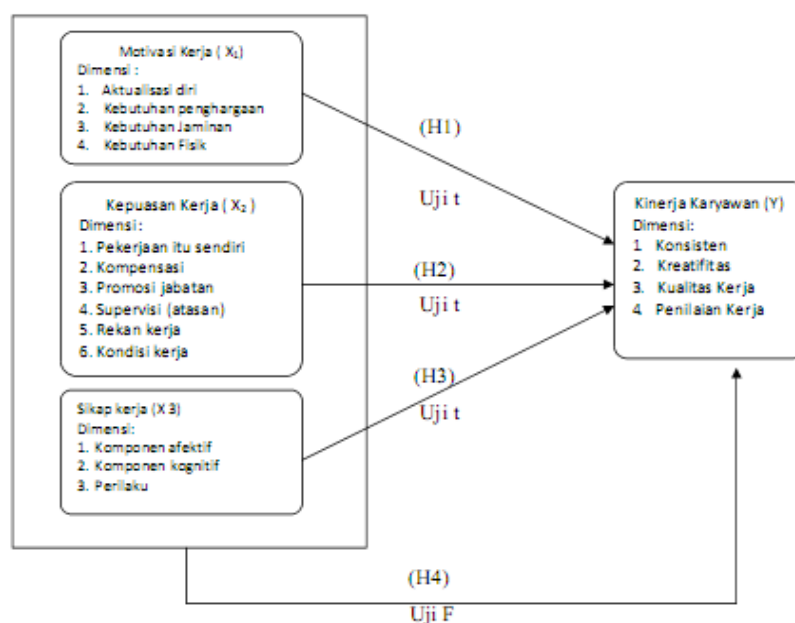 Motivasi Kerja ( X1)
Dimensi :
1. Aktualisasi diri
2. Kebutuhan penghargaan
3. Kebutuhan Jaminan
4. Kebutuhan Fisik
Kepuasan Kerja ( X2 )
Dimensi:
1. Pekerjaan itu sendiri
2. Kompensasi
3. Promosi jabatan
4. Supervisi (atasan)
5. Rekan kerja
6. Kondisi kerja
Sikap kerja (X 3)
Dimensi:
1. Komponen afektif
2. Komponen kognitif
3. Perilaku
(H1)
Uji t
(H2)
Uji t
(H3)
Uji t
Kinerja Karyawan (Y)
Dimensi:
1 Konsisten
2. Kreatifitas
3. Kualitas Kerja
4. Penilaian Kerja
(H4)
Uji F